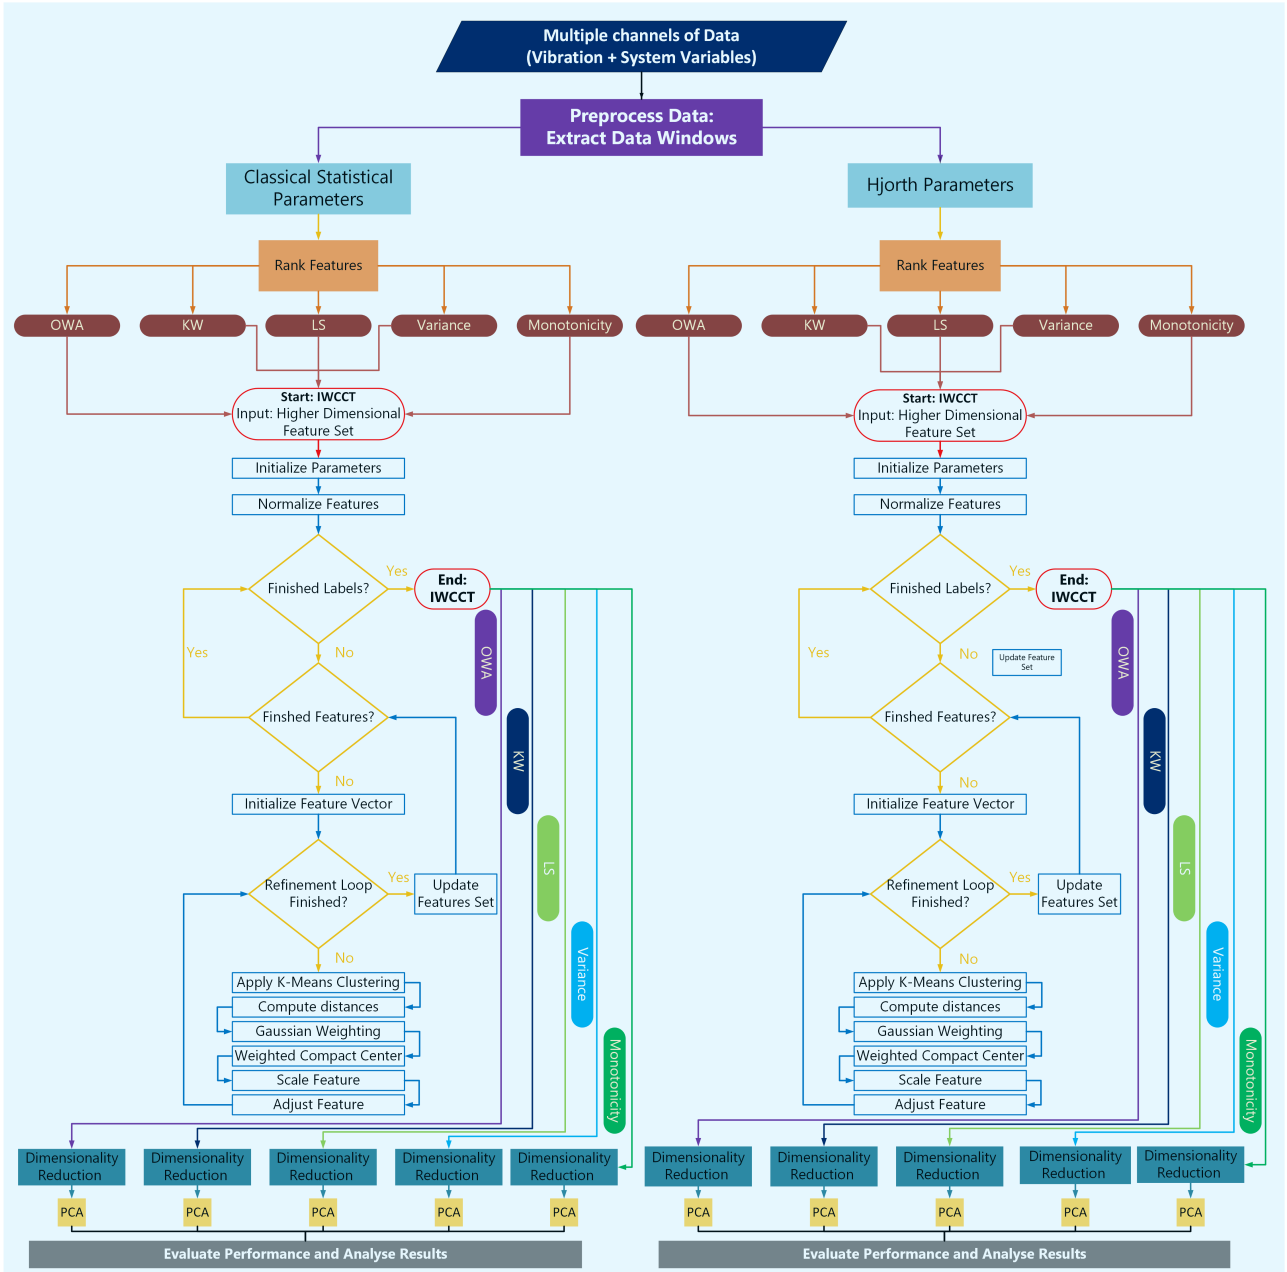 Multiple channels of Data
(Vibration + System Variables)
Preprocess Data:
Extract Data Windows
Classical Statistical
Parameters
Rank Features
OWA
KW
LS
Variance
Monotonicity
Start: IWCCT
Input: Higher Dimensional
Feature Set
Initialize Parameters
Normalize Features
Finished Labels?
Yes
End:
IWCCT
No
Yes
Finshed Features?
No
Initialize Feature Vector
Refinement Loop
Finished?
Yes
Update
Features Set
No
Apply K-Means Clustering
Compute distances
Gaussian Weighting
Weighted Compact Center
Scale Feature
Adjust Feature
OWA
KW
LS
Variance
Monotonicity
Dimensionality
Reduction
Dimensionality
Reduction
Dimensionality
Reduction
Dimensionality
Reduction
Dimensionality
Reduction
PCA
PCA
PCA
PCA
PCA
Evaluate Performance and Analyse Results
Hjorth Parameters
Rank Features
OWA
KW
LS
Variance
Monotonicity
Start: IWCCT
Input: Higher Dimensional
Feature Set
Initialize Parameters
Normalize Features
Finished Labels?
Yes
End:
IWCCT
No
Update Feature
Set
Yes
Finshed Features?
No
Initialize Feature Vector
Refinement Loop
Finished?
Yes
Update
Features Set
No
Apply K-Means Clustering
Compute distances
Gaussian Weighting
Weighted Compact Center
Scale Feature
Adjust Feature
OWA
KW
LS
Variance
Monotonicity
Dimensionality
Reduction
Dimensionality
Reduction
Dimensionality
Reduction
Dimensionality
Reduction
Dimensionality
Reduction
PCA
PCA
PCA
PCA
PCA
Evaluate Performance and Analyse Results